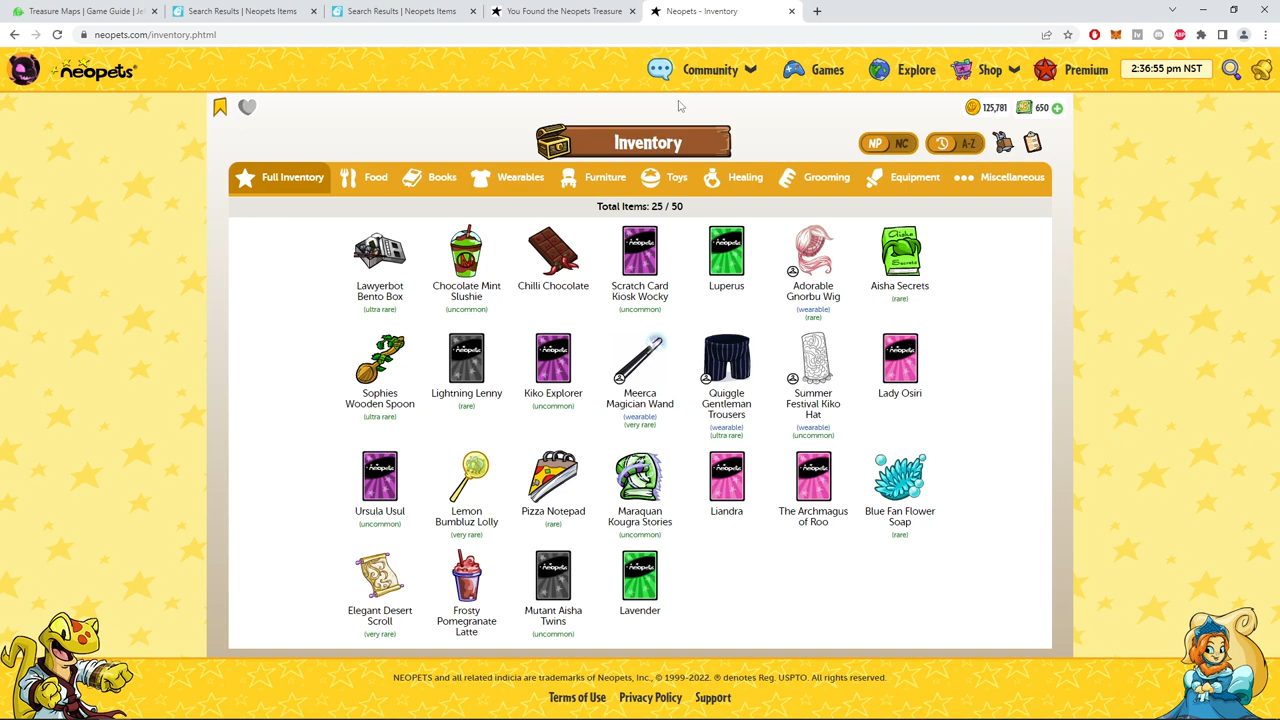 Treasure Maps | Game Guide | Je
Search Results | Neopets Items
Search Results | Neopets Items
You Found the Neopets Treasure
Neopets - Inventory
neopets.com/inventory.phtml
neopets
Community
Games
Explore
Shop
Premium
2:36:55 pm NST
125,781
650
Inventory
NP NC
A-Z
Full Inventory
Food
Books
Wearables
Furniture
Toys
Healing
Grooming
Equipment
Miscellaneous
Total Items: 25 / 50
Lawyerbot
Bento Box
(ultra rare)
Chocolate Mint
Slushie
(uncommon)
Chilli Chocolate
Scratch Card
Kiosk Wocky
(uncommon)
Luperus
Adorable
Gnorbu Wig
(wearable)
(rare)
Aisha Secrets
(rare)
Sophies
Wooden Spoon
(ultra rare)
Lightning Lenny
(rare)
Kiko Explorer
(uncommon)
Meerca
Magician Wand
(wearable)
(very rare)
Quiggle
Gentleman
Trousers
(wearable)
(ultra rare)
Summer
Festival Kiko
Hat
(wearable)
(uncommon)
Lady Osiri
Ursula Usul
(uncommon)
Lemon
Bumbluz Lolly
(very rare)
Pizza Notepad
(rare)
Maraquan
Kougra Stories
(uncommon)
Liandra
The Archmagus
of Roo
Blue Fan Flower
Soap
(rare)
Elegant Desert
Scroll
(very rare)
Frosty
Pomegranate
Latte
Mutant Aisha
Twins
(uncommon)
Lavender
NEOPETS and all related indicia are trademarks of Neopets, Inc., © 1999-2022. ® denotes Reg. USPTO. All rights reserved.
Terms of Use
Privacy Policy
Support